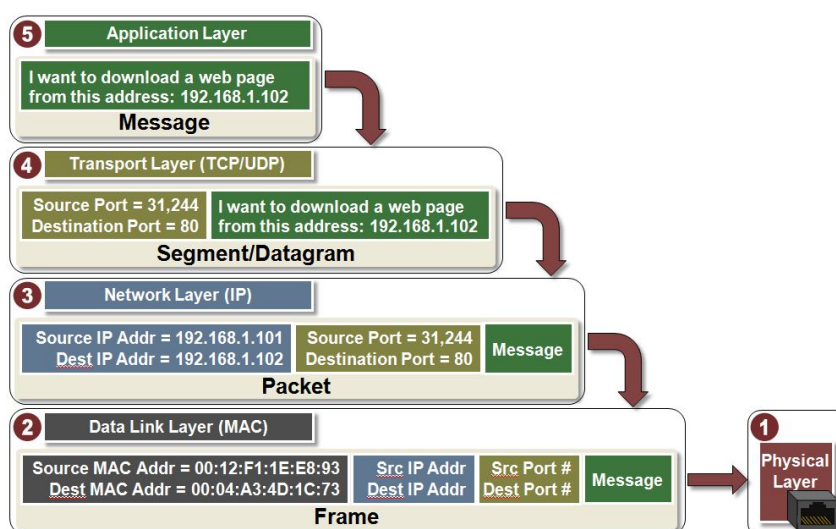 5 Application Layer
I want to download a web page
from this address: 192.168.1.102
Message
4 Transport Layer (TCP/UDP)
Source Port = 31,244
Destination Port = 80
I want to download a web page
from this address: 192.168.1.102
Segment/Datagram
3 Network Layer (IP)
Source IP Addr = 192.168.1.101
Dest IP Addr = 192.168.1.102
Source Port = 31,244
Destination Port = 80
Message
Packet
2 Data Link Layer (MAC)
Source MAC Addr = 00:12:F1:1E:E8:93
Dest MAC Addr = 00:04:A3:4D:1C:73
Src IP Addr
Dest IP Addr
Src Port #
Dest Port #
Message
Frame
1
Physical
Layer